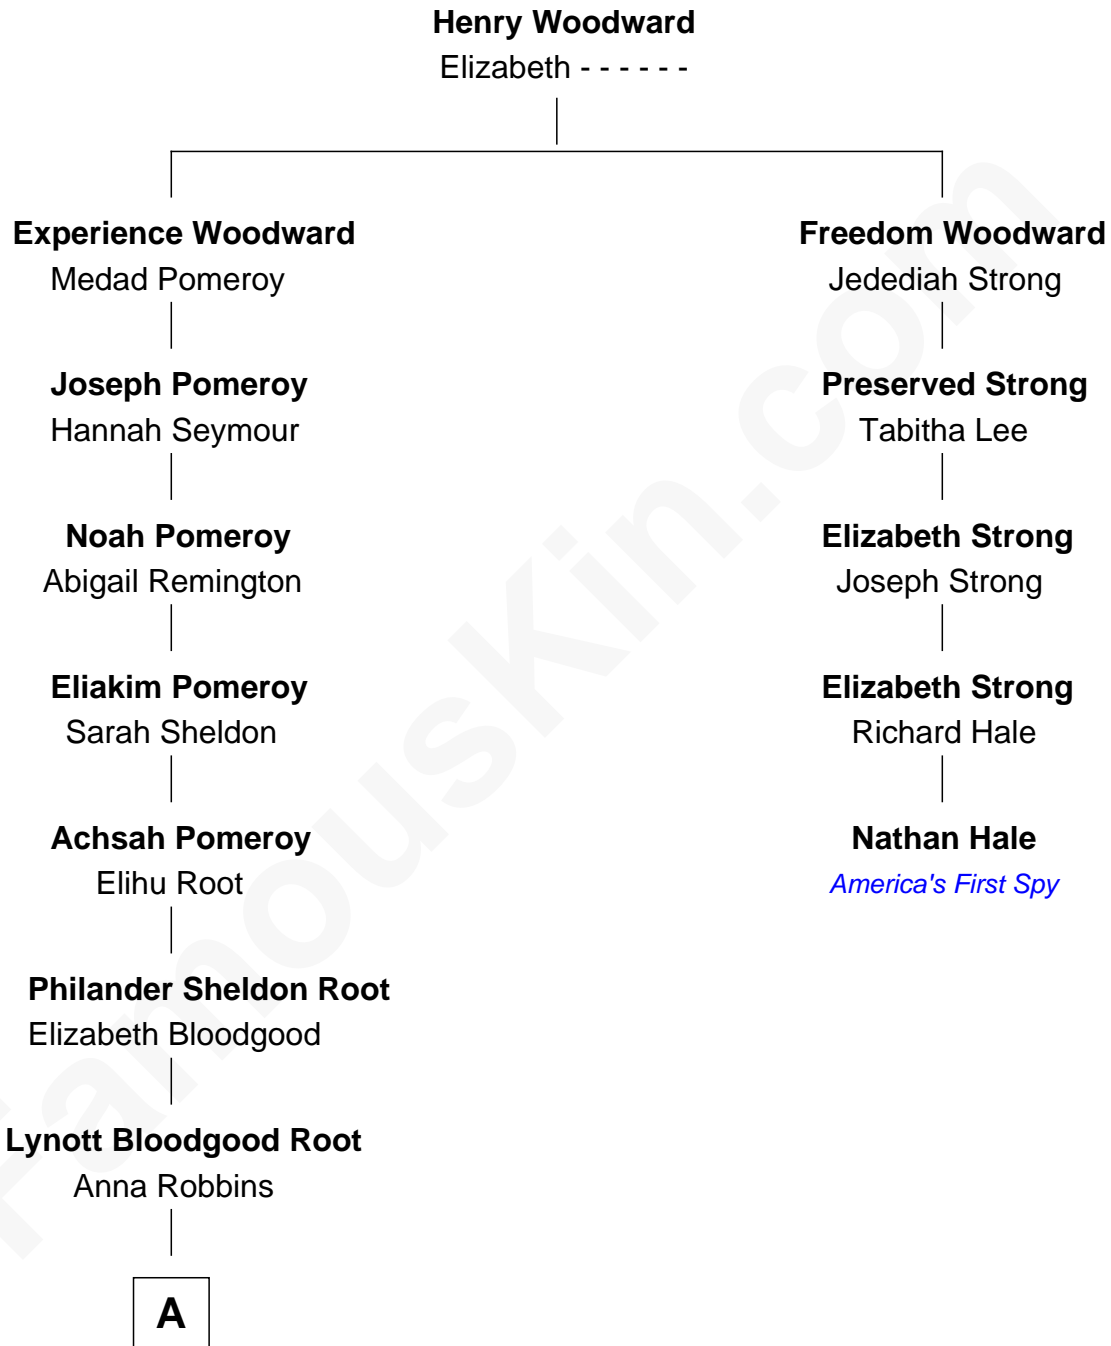 Henry Woodward
Elizabeth - - - - - -
Experience Woodward
Medad Pomeroy
Freedom Woodward
Jedediah Strong
Joseph Pomeroy
Hannah Seymour
Preserved Strong
Tabitha Lee
Noah Pomeroy
Abigail Remington
Elizabeth Strong
Joseph Strong
Eliakim Pomeroy
Sarah Sheldon
Elizabeth Strong
Richard Hale
Achsah Pomeroy
Elihu Root
Nathan Hale
America's First Spy
Philander Sheldon Root
Elizabeth Bloodgood
Lynott Bloodgood Root
Anna Robbins
A
FamousKin.com